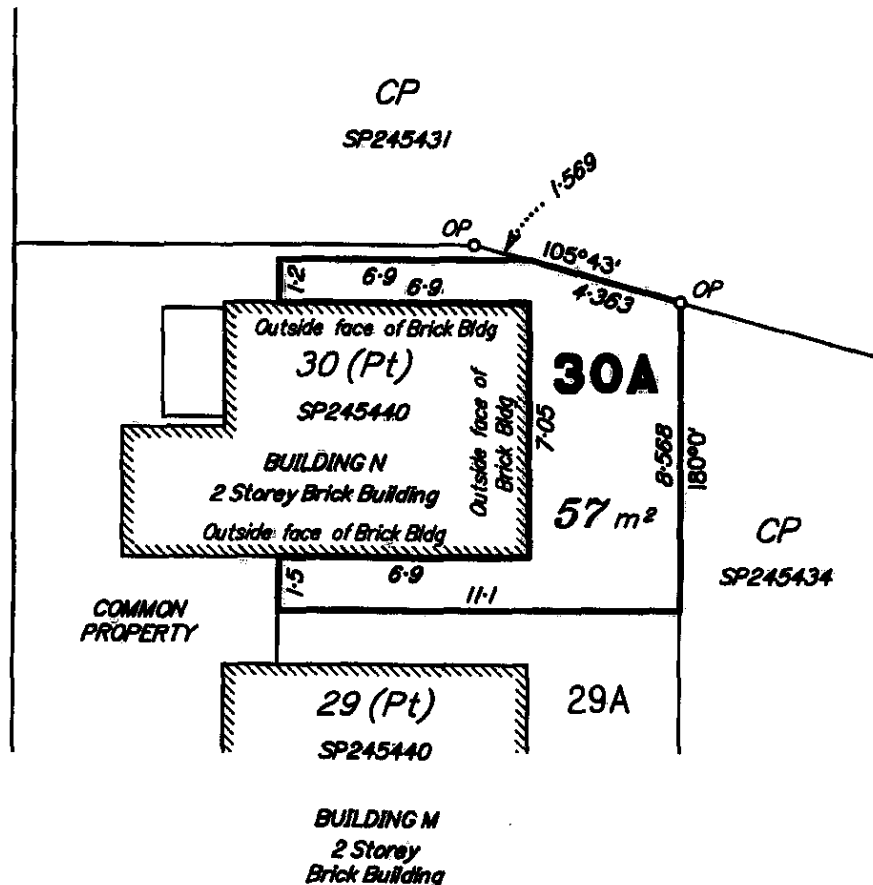 CP
SP245431
1·569
OP
105°43'
4·363
OP
1·2
6·9
6·9
Outside face of Brick Bldg
30 (Pt)
SP245440
Outside face of
Brick Bldg
7·05
30A
8·568
180°0'
BUILDING N
2 Storey Brick Building
Outside face of Brick Bldg
57 m²
CP
SP245434
1·5
6·9
11·1
COMMON
PROPERTY
29 (Pt)
SP245440
29A
BUILDING M
2 Storey
Brick Building